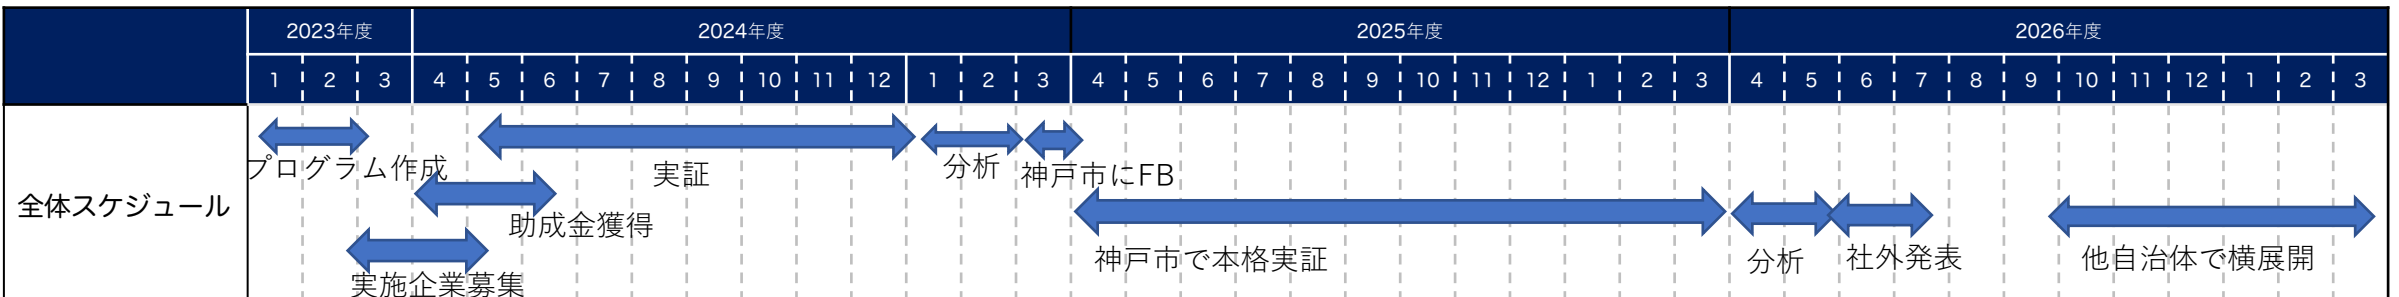 2023年度 2024年度 2025年度 2026年度
1 2 3 4 5 6 7 8 9 10 11 12 1 2 3 4 5 6 7 8 9 10 11 12 1 2 3 4 5 6 7 8 9 10 11 12 1 2 3
全体スケジュール
プログラム作成
実証
分析
神戸市にFB
助成金獲得
実施企業募集
神戸市で本格実証
分析
社外発表
他自治体で横展開